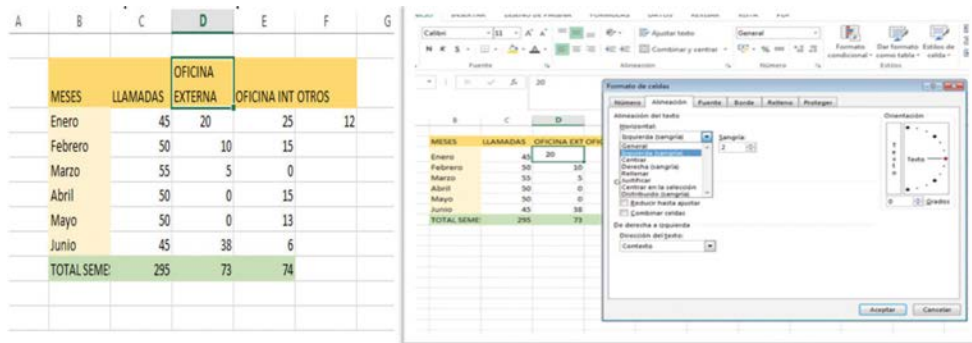 A B C D E F G
OFICINA
MESES LLAMADAS EXTERNA OFICINA INT OTROS
Enero 45 20 25 12
Febrero 50 10 15
Marzo 55 5 0
Abril 50 0 15
Mayo 50 0 13
Junio 45 38 6
TOTAL SEME: 295 73 74
Calibri 11 Ajustar texto General
N K S Combinar y centrar % 000
Formato condicional Dar formato como tabla Estilos de celda
Fuente Alineación Número Estilos
20
B C D
MESES LLAMADAS OFICINA EXT OFIC
Enero 45 20
Febrero 50 10
Marzo 55 5
Abril 50 0
Mayo 50 0
Junio 45 38
TOTAL SEME: 295 73
Formato de celdas
Número Alineación Fuente Borde Relleno Proteger
Alineación del texto
Horizontal:
Izquierda (sangría) Sangría:
General 2
Izquierda (sangría)
Centrar
Derecha (sangría)
Rellenar
Justificar
Centrar en la selección
Distribuido (sangría)
Reducir hasta ajustar
Combinar celdas
De derecha a izquierda
Dirección del texto:
Contexto
Orientación
Texto
Texto
0 Grados
Aceptar Cancelar